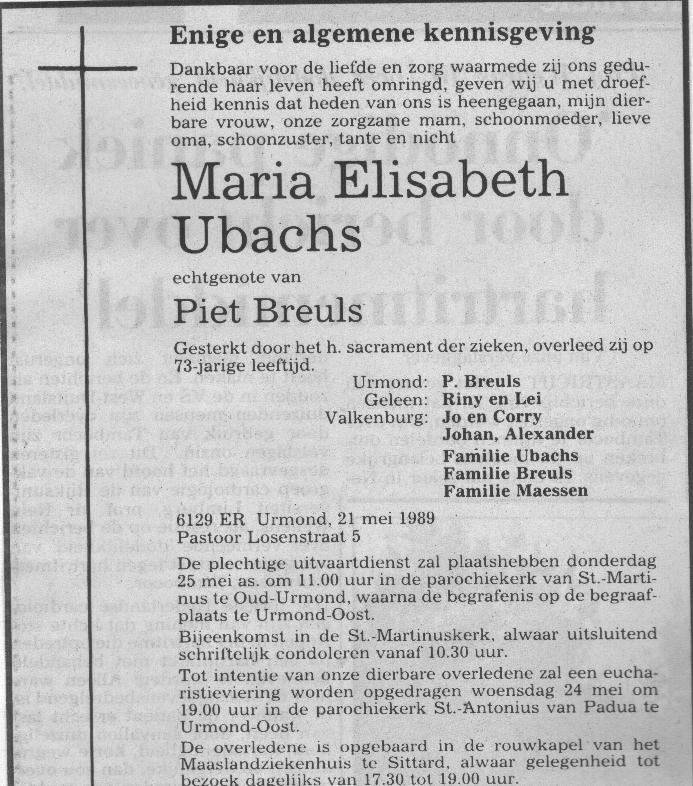 Enige en algemene kennisgeving
Dankbaar voor de liefde en zorg waarmede zij ons gedu-
rende haar leven heeft omringd, geven wij u met droef-
heid kennis dat heden van ons is heengegaan, mijn dier-
bare vrouw, onze zorgzame mam, schoonmoeder, lieve
oma, schoonzuster, tante en nicht
Maria Elisabeth
Ubachs
echtgenote van
Piet Breuls
Gesterkt door het h. sacrament der zieken, overleed zij op
73-jarige leeftijd.
Urmond: P. Breuls
Geleen: Riny en Lei
Valkenburg: Jo en Corry
Johan, Alexander
Familie Ubachs
Familie Breuls
Familie Maessen
6129 ER Urmond, 21 mei 1989
Pastoor Losenstraat 5
De plechtige uitvaartdienst zal plaatshebben donderdag
25 mei as. om 11.00 uur in de parochiekerk van St.-Marti-
nus te Oud-Urmond, waarna de begrafenis op de begraaf-
plaats te Urmond-Oost.
Bijeenkomst in de St.-Martinuskerk, alwaar uitsluitend
schriftelijk condoleren vanaf 10.30 uur.
Tot intentie van onze dierbare overledene zal een eucha-
ristieviering worden opgedragen woensdag 24 mei om
19.00 uur in de parochiekerk St.-Antonius van Padua te
Urmond-Oost.
De overledene is opgebaard in de rouwkapel van het
Maaslandziekenhuis te Sittard, alwaar gelegenheid tot
bezoek dagelijks van 17.30 tot 19.00 uur.